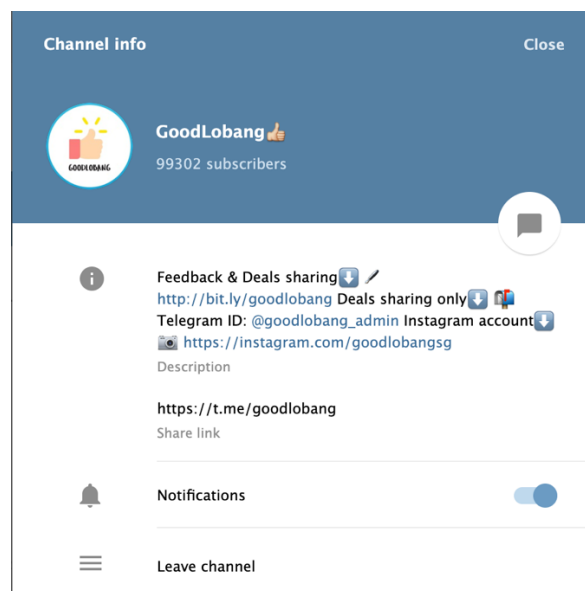 Channel info
Close
GoodLobang👍🏼
99302 subscribers
GOODLOBANG
Feedback & Deals sharing⬇️ 🖊
http://bit.ly/goodlobang Deals sharing only⬇️ 📬
Telegram ID: @goodlobang_admin Instagram account⬇️
📷 https://instagram.com/goodlobangsg
Description
https://t.me/goodlobang
Share link
Notifications
Leave channel